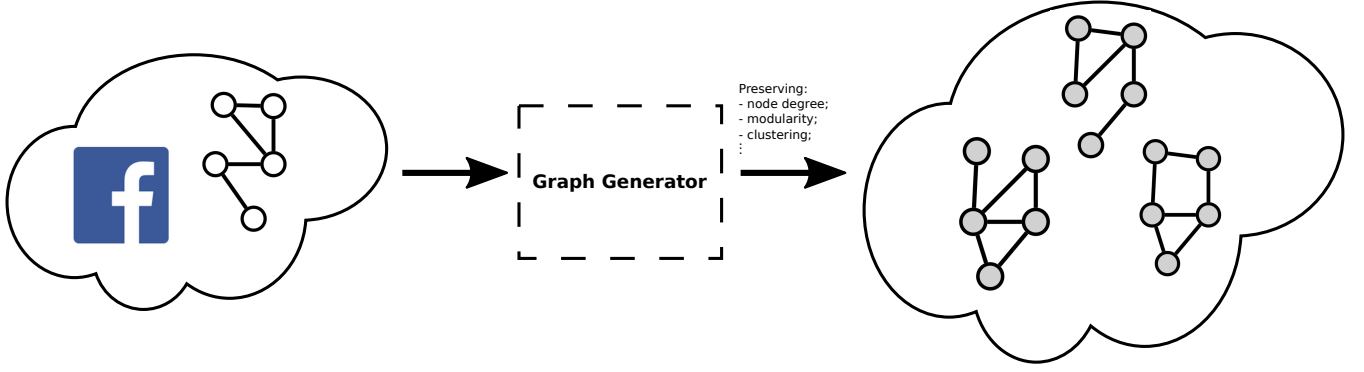 Graph Generator
Preserving:
- node degree;
- modularity;
- clustering;
⋮